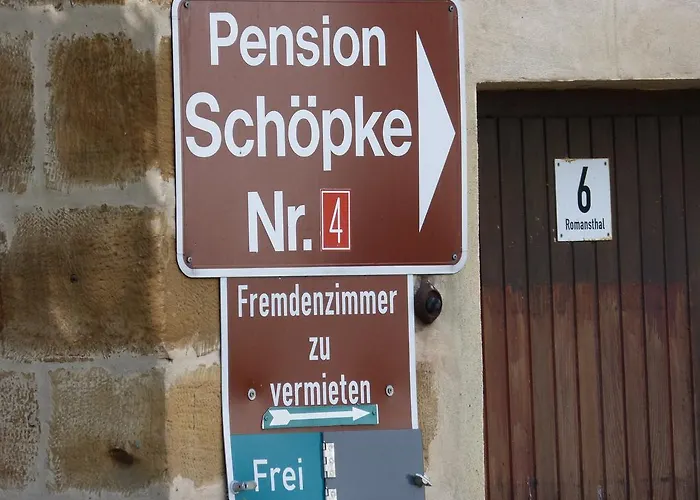 Pension
Schöpke
Nr. 4
Fremdenzimmer
zu
vermieten
Frei
6
Romansthal